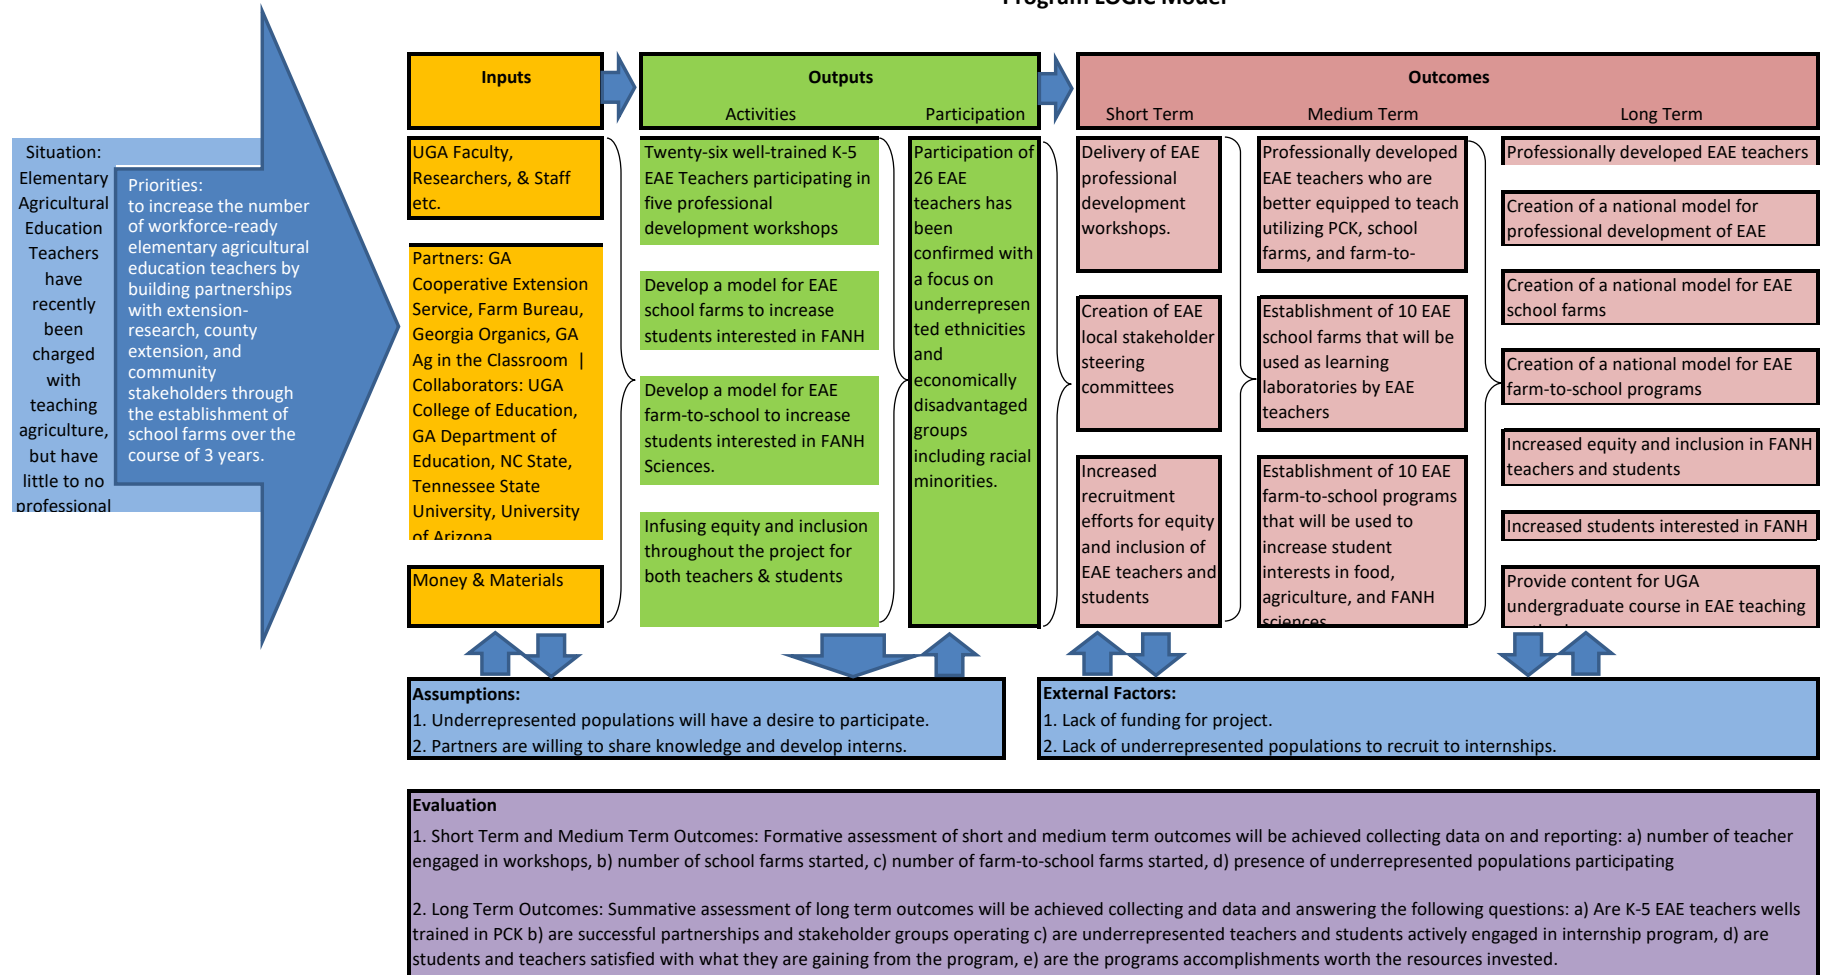 Program LOGIC Model
Situation:
Elementary
Agricultural
Education
Teachers
have
recently
been
charged
with
teaching
agriculture,
but have
little to no
professional
Priorities:
to increase the number
of workforce-ready
elementary agricultural
education teachers by
building partnerships
with extension-
research, county
extension, and
community
stakeholders through
the establishment of
school farms over the
course of 3 years.
Inputs
UGA Faculty,
Researchers, & Staff
etc.
Partners: GA
Cooperative Extension
Service, Farm Bureau,
Georgia Organics, GA
Ag in the Classroom |
Collaborators: UGA
College of Education,
GA Department of
Education, NC State,
Tennessee State
University, University
of Arizona
Money & Materials
Outputs
Activities
Participation
Twenty-six well-trained K-5
EAE Teachers participating in
five professional
development workshops
Develop a model for EAE
school farms to increase
students interested in FANH
Develop a model for EAE
farm-to-school to increase
students interested in FANH
Sciences.
Infusing equity and inclusion
throughout the project for
both teachers & students
Participation of
26 EAE
teachers has
been
confirmed with
a focus on
underrepresen
ted ethnicities
and
economically
disadvantaged
groups
including racial
minorities.
Outcomes
Short Term
Medium Term
Long Term
Delivery of EAE
professional
development
workshops.
Creation of EAE
local stakeholder
steering
committees
Increased
recruitment
efforts for equity
and inclusion of
EAE teachers and
students
Professionally developed
EAE teachers who are
better equipped to teach
utilizing PCK, school
farms, and farm-to-
Establishment of 10 EAE
school farms that will be
used as learning
laboratories by EAE
teachers
Establishment of 10 EAE
farm-to-school programs
that will be used to
increase student
interests in food,
agriculture, and FANH
sciences
Professionally developed EAE teachers
Creation of a national model for
professional development of EAE
Creation of a national model for EAE
school farms
Creation of a national model for EAE
farm-to-school programs
Increased equity and inclusion in FANH
teachers and students
Increased students interested in FANH
Provide content for UGA
undergraduate course in EAE teaching
Assumptions:
1. Underrepresented populations will have a desire to participate.
2. Partners are willing to share knowledge and develop interns.
External Factors:
1. Lack of funding for project.
2. Lack of underrepresented populations to recruit to internships.
Evaluation
1. Short Term and Medium Term Outcomes: Formative assessment of short and medium term outcomes will be achieved collecting data on and reporting: a) number of teacher
engaged in workshops, b) number of school farms started, c) number of farm-to-school farms started, d) presence of underrepresented populations participating
2. Long Term Outcomes: Summative assessment of long term outcomes will be achieved collecting and data and answering the following questions: a) Are K-5 EAE teachers wells
trained in PCK b) are successful partnerships and stakeholder groups operating c) are underrepresented teachers and students actively engaged in internship program, d) are
students and teachers satisfied with what they are gaining from the program, e) are the programs accomplishments worth the resources invested.